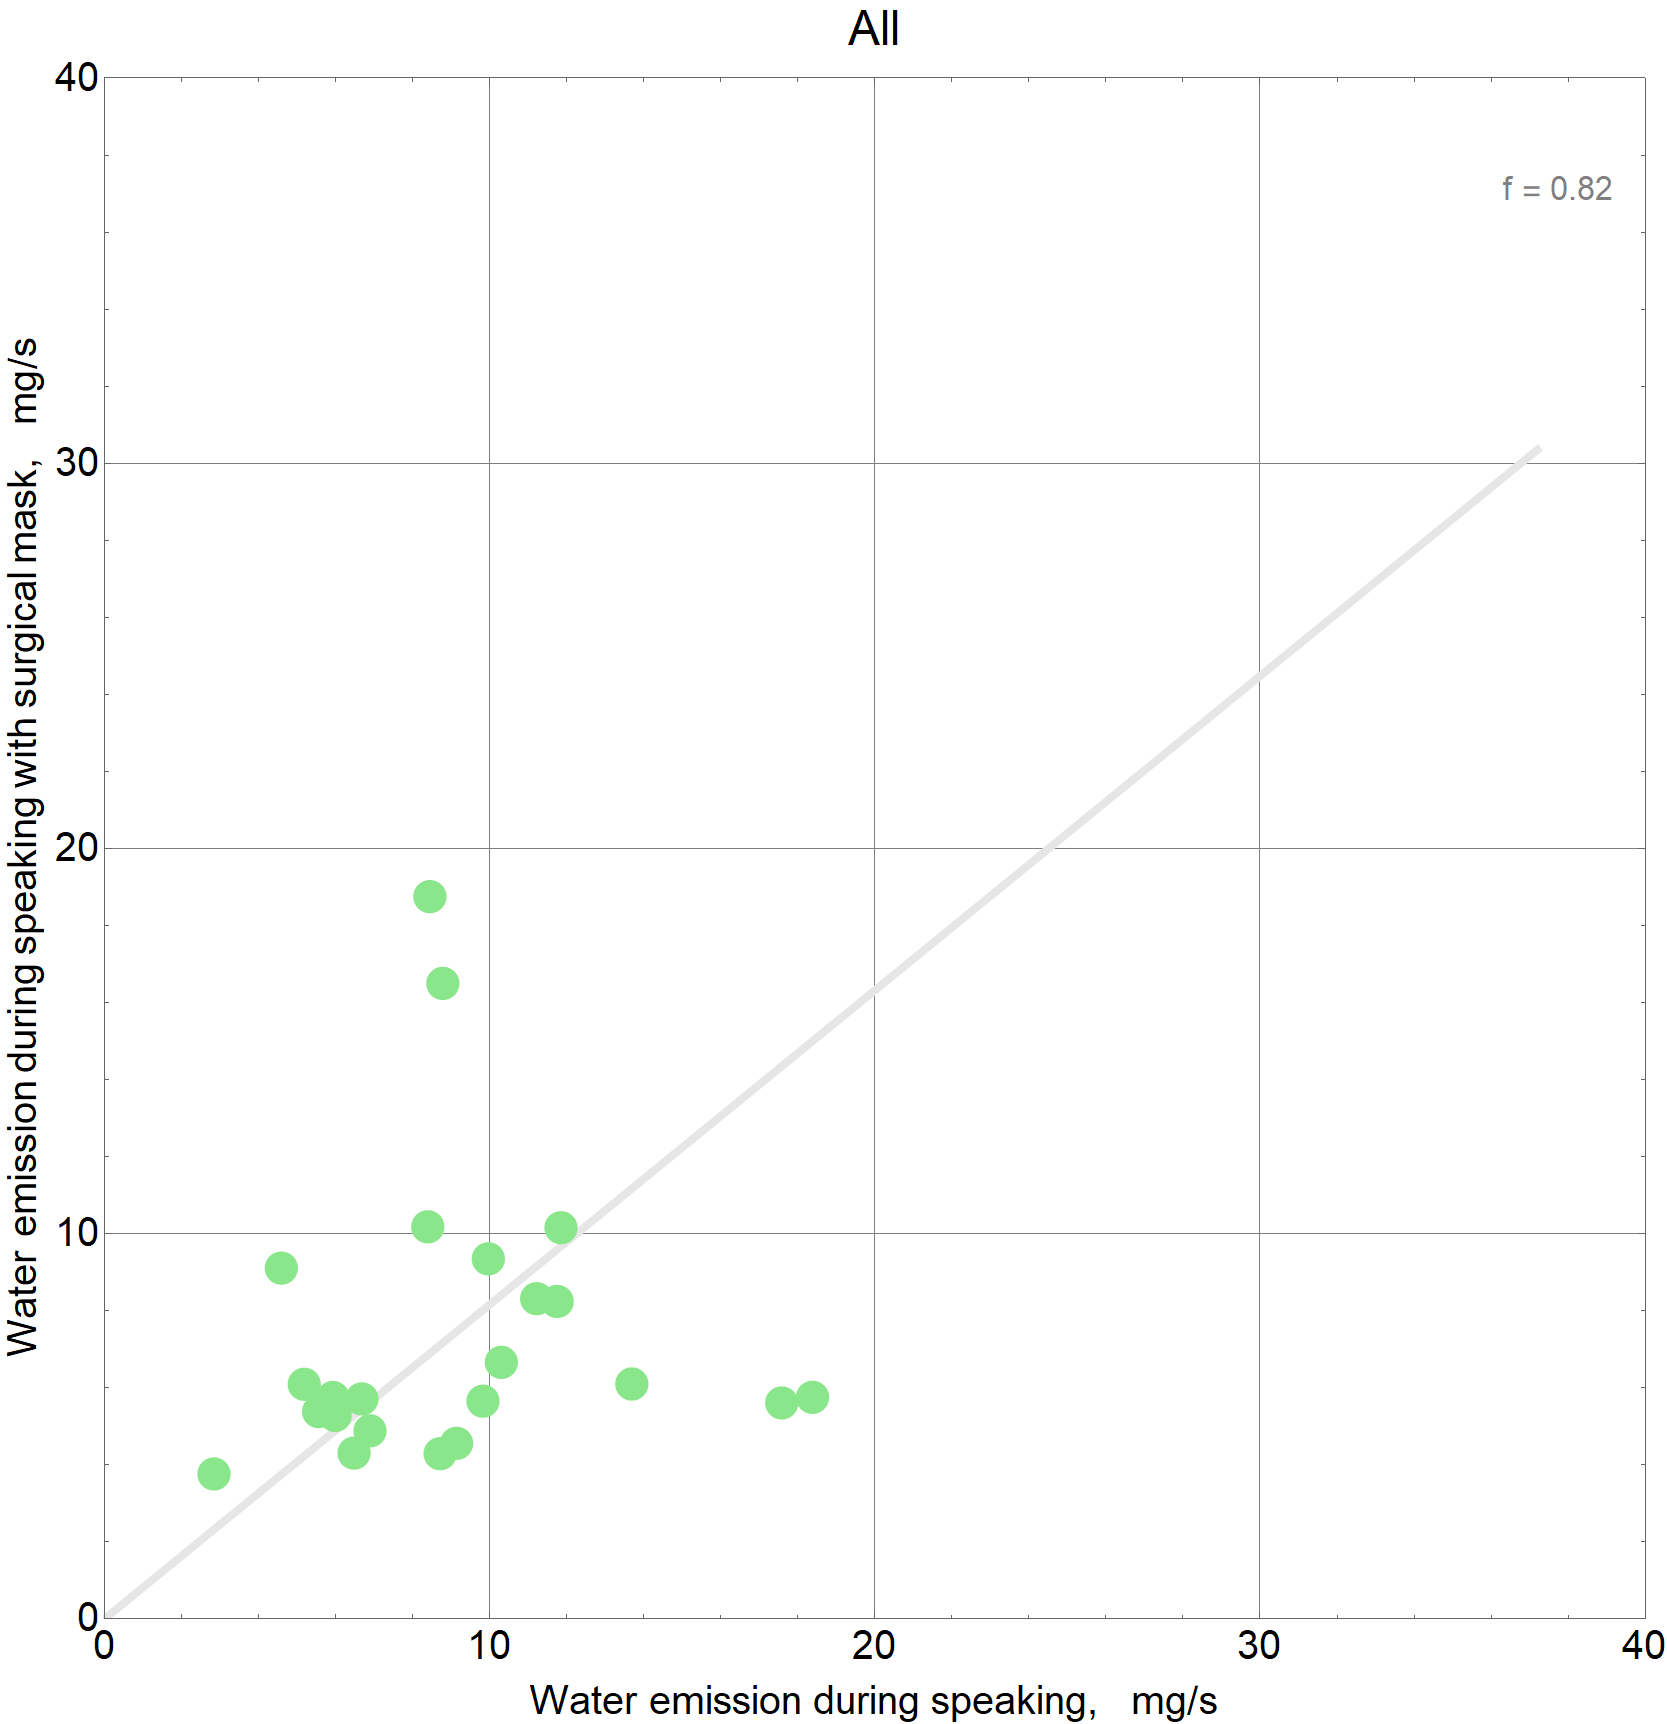 All
40
f = 0.82
30
20
10
0
Water emission during speaking with surgical mask, mg/s
0 10 20 30 40
Water emission during speaking, mg/s